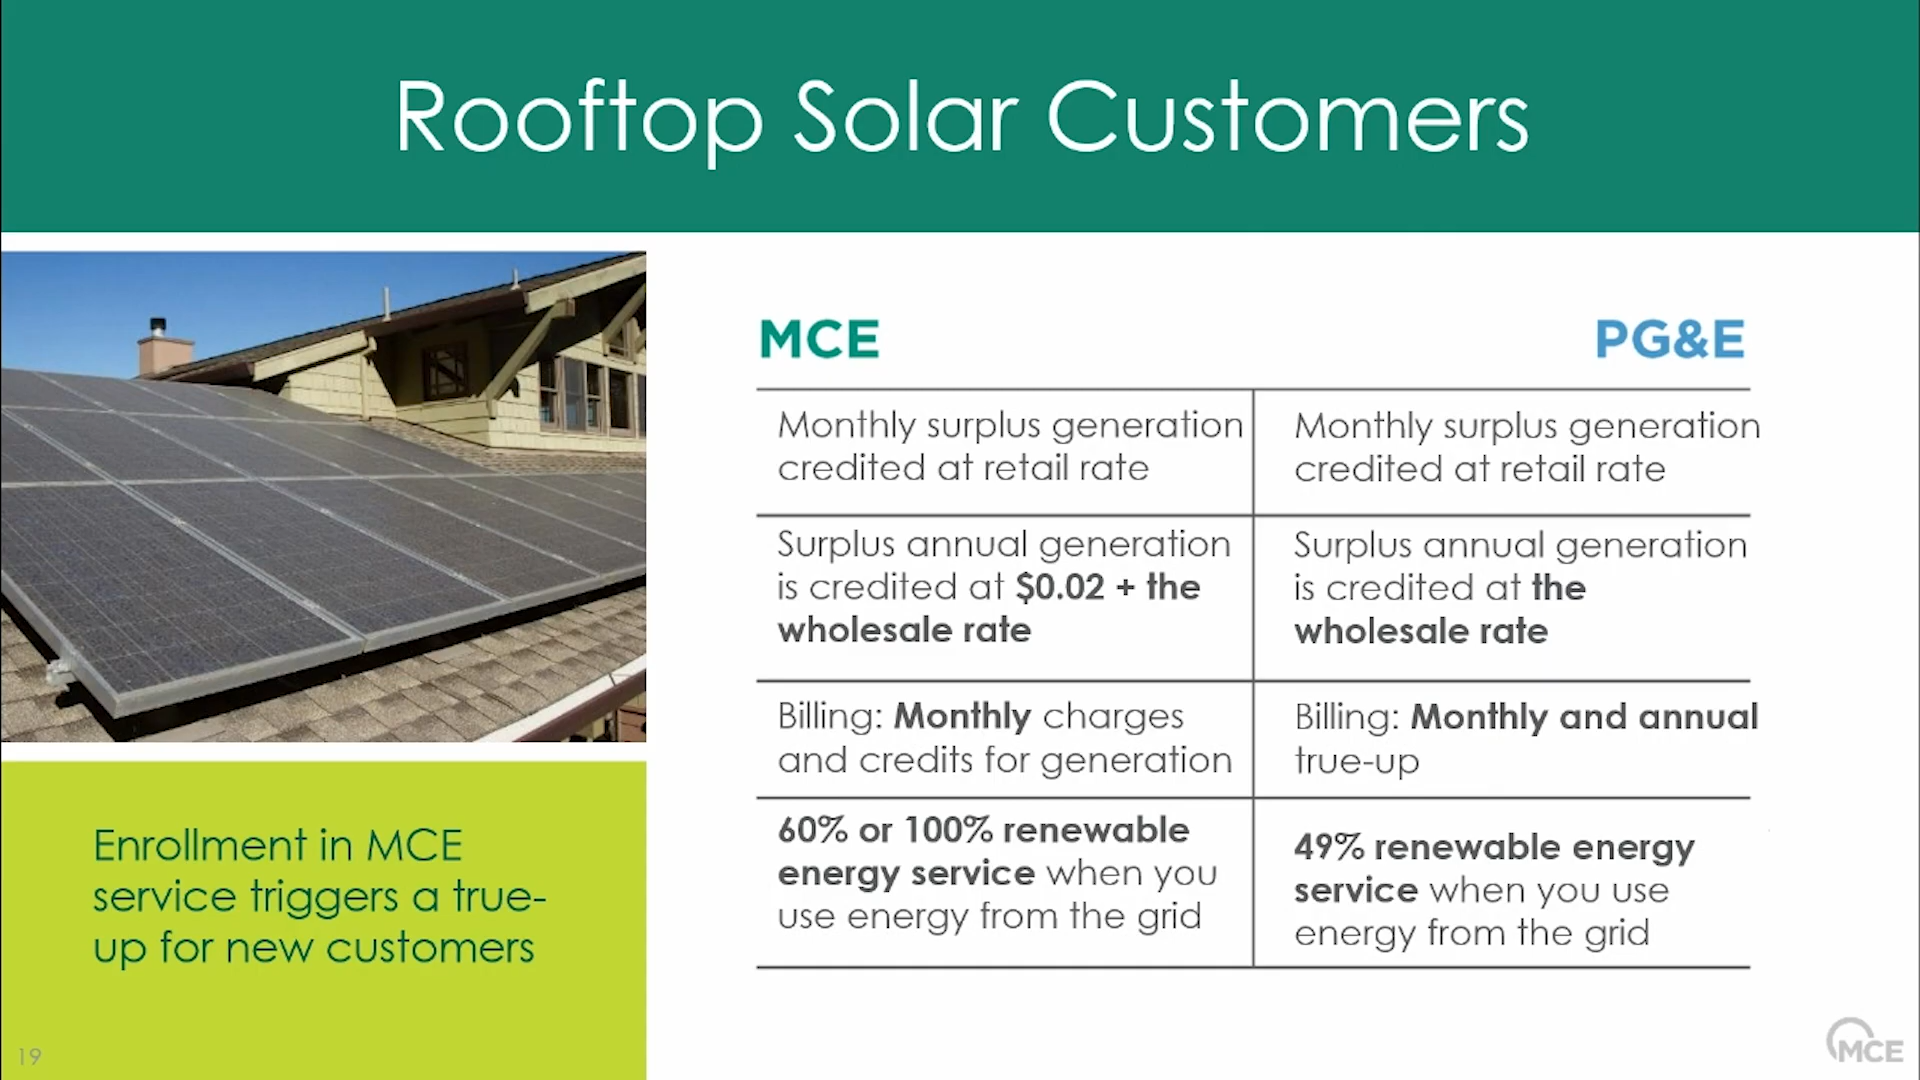 Rooftop Solar Customers
MCE
PG&E
Monthly surplus generation
credited at retail rate
Monthly surplus generation
credited at retail rate
Surplus annual generation
is credited at $0.02 + the
wholesale rate
Surplus annual generation
is credited at the
wholesale rate
Billing: Monthly charges
and credits for generation
Billing: Monthly and annual
true-up
60% or 100% renewable
energy service when you
use energy from the grid
49% renewable energy
service when you use
energy from the grid
Enrollment in MCE
service triggers a true-
up for new customers
19
MCE